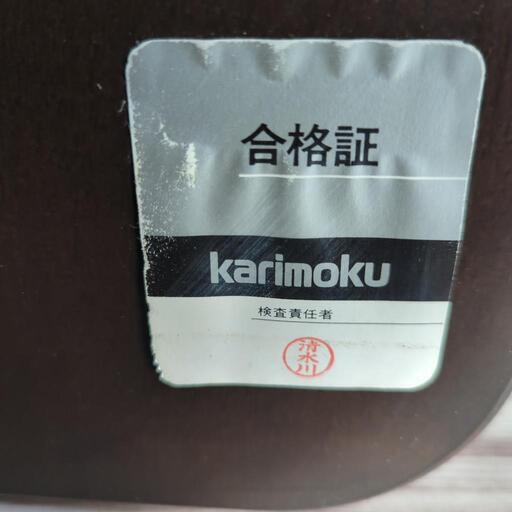 合格証
karimoku
検査責任者
清水川